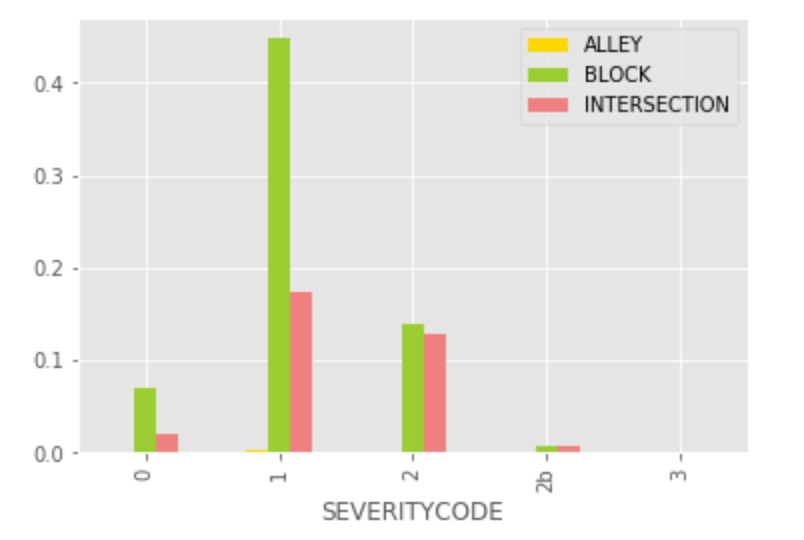 ALLEY
BLOCK
INTERSECTION
0.4
0.3
0.2
0.1
0.0
0
1
2
2b
3
SEVERITYCODE